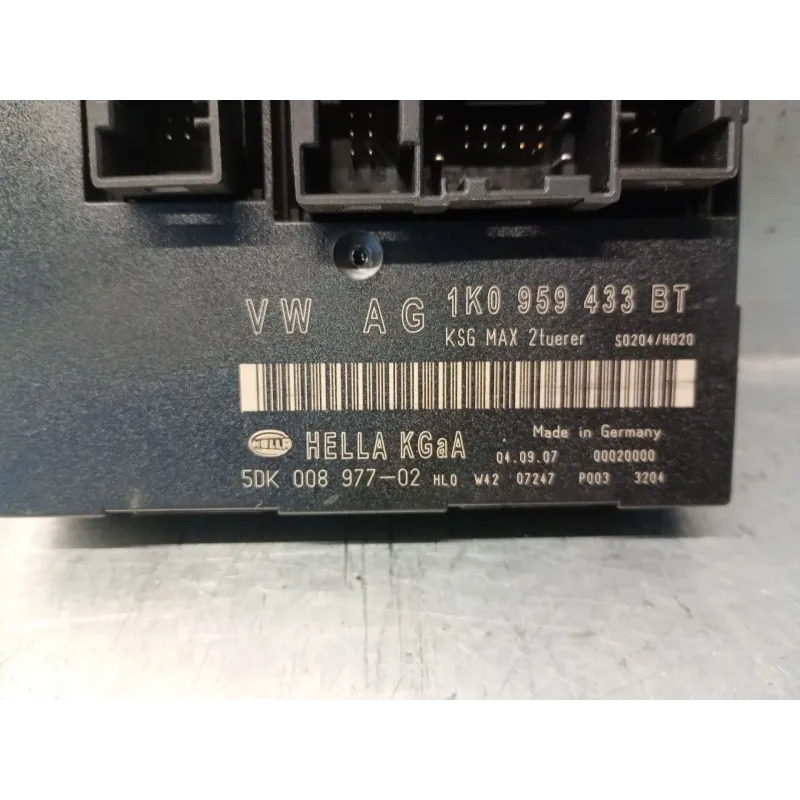 VW AG 1K0 959 433 BT
KSG MAX 2tuerer S0204/H020
HELLA HELLA KGaA Made in Germany
04.09.07 00020000
5DK 008 977-02 HLO W42 07247 P003 3204